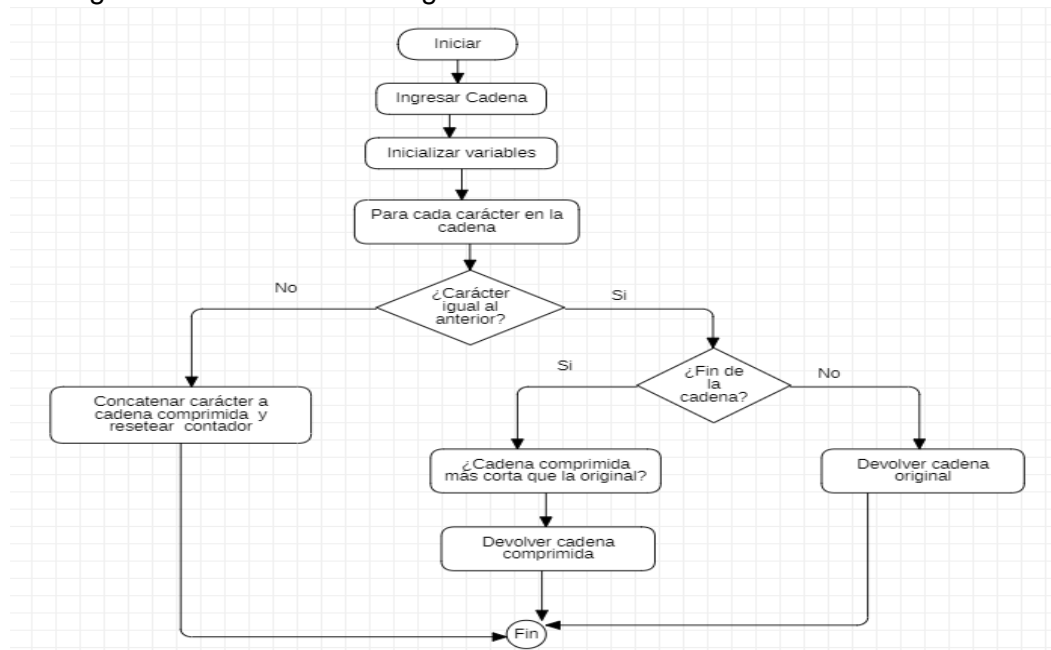 Iniciar
Ingresar Cadena
Inicializar variables
Para cada carácter en la
cadena
¿Carácter
igual al
anterior?
No
Si
¿Fin de
la
cadena?
Si
No
Concatenar carácter a
cadena comprimida y
resetear contador
¿Cadena comprimida
más corta que la original?
Devolver cadena
original
Devolver cadena
comprimida
Fin